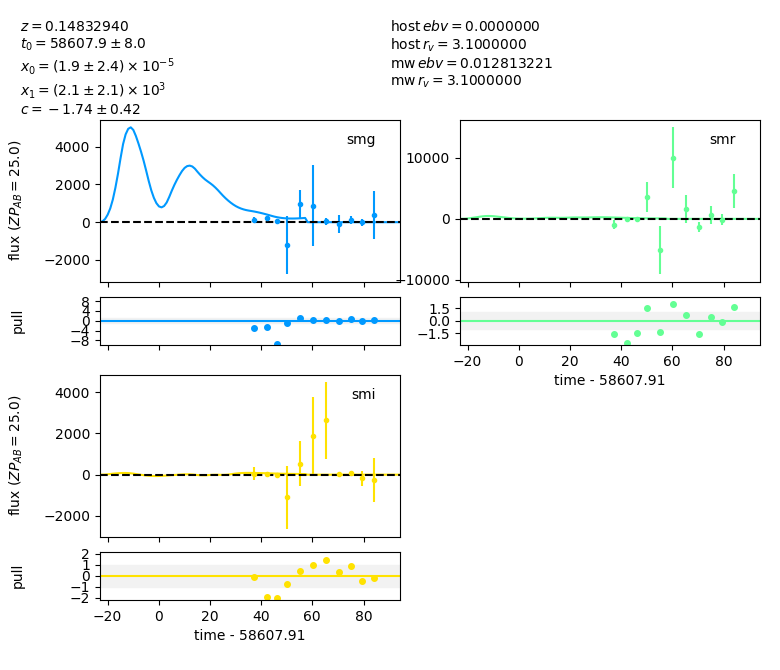 z = 0.14832940
t₀ = 58607.9 ± 8.0
x₀ = (1.9 ± 2.4) × 10⁻⁵
x₁ = (2.1 ± 2.1) × 10³
c = −1.74 ± 0.42
host ebv = 0.0000000
host r_v = 3.1000000
mw ebv = 0.012813221
mw r_v = 3.1000000
smg
flux (ZP_AB = 25.0)
4000
2000
0
−2000
smr
10000
0
−10000
pull
8
4
0
−4
−8
1.5
0.0
−1.5
−20 0 20 40 60 80
time - 58607.91
smi
flux (ZP_AB = 25.0)
4000
2000
0
−2000
pull
2
1
0
−1
−2
−20 0 20 40 60 80
time - 58607.91